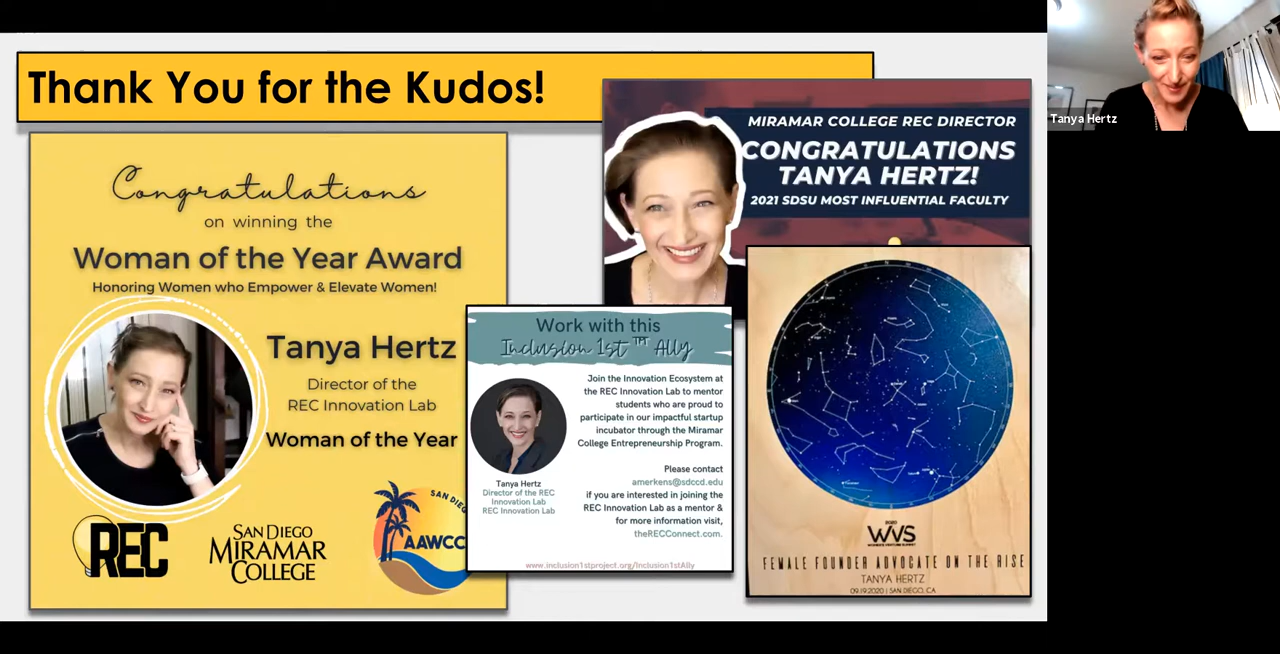 Thank You for the Kudos!
Congratulations
on winning the
Woman of the Year Award
Honoring Women who Empower & Elevate Women!
Tanya Hertz
Director of the
REC Innovation Lab
Woman of the Year
REC
SAN DIEGO
MIRAMAR
COLLEGE
SAN DIEG
AAWCC
Work with this
Inclusion 1st TM Ally
Join the Innovation Ecosystem at
the REC Innovation Lab to mentor
students who are proud to
participate in our impactful startup
incubator through the Miramar
College Entrepreneurship Program.
Please contact
amerkens@sdccd.edu
if you are interested in joining the
REC Innovation Lab as a mentor &
for more information visit,
theRECConnect.com.
Tanya Hertz
Director of the REC
Innovation Lab
REC Innovation Lab
www.inclusion1stproject.org/Inclusion1stAlly
MIRAMAR COLLEGE REC DIRECTOR
CONGRATULATIONS
TANYA HERTZ!
2021 SDSU MOST INFLUENTIAL FACULTY
2020
WVS
FEMALE FOUNDER ADVOCATE ON THE RISE
TANYA HERTZ
09.19.2020 | SAN DIEGO, CA
Tanya Hertz